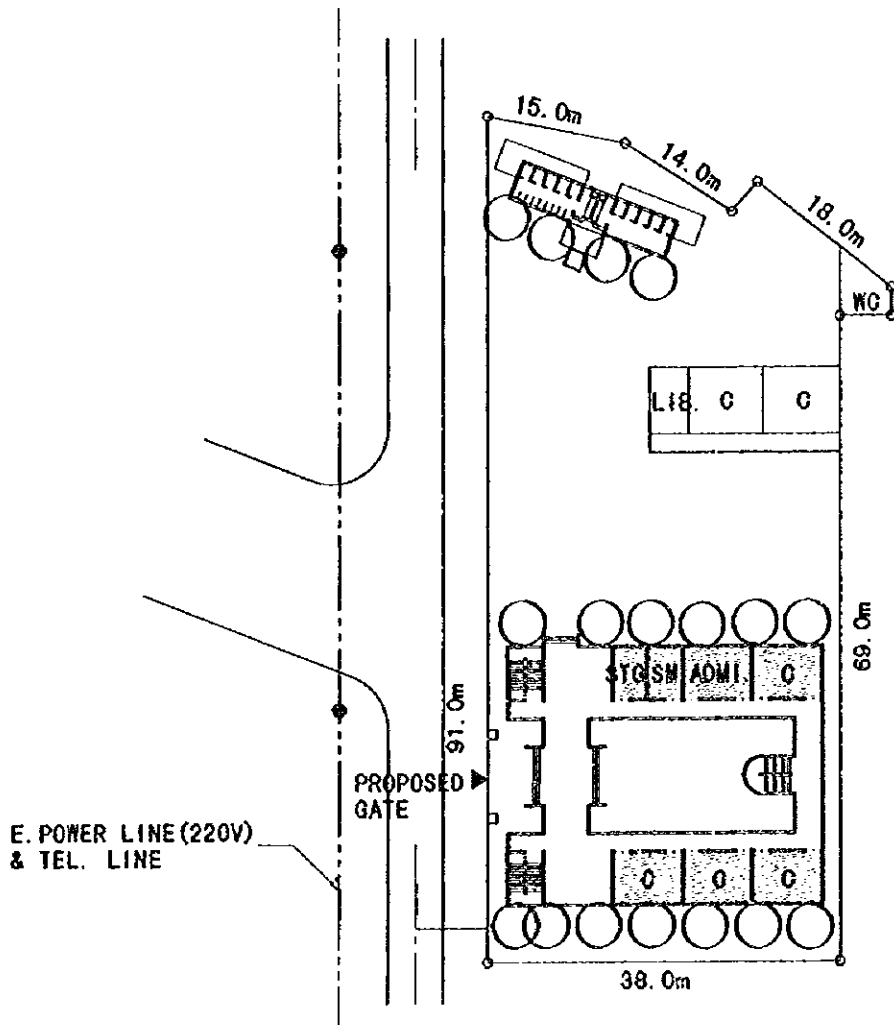 15.0m
14.0m
18.0m
WC
LIB. C C
STG SM ADMI. C
69.0m
91.0m
PROPOSED
GATE
E. POWER LINE(220V)
& TEL. LINE
C C C
38.0m